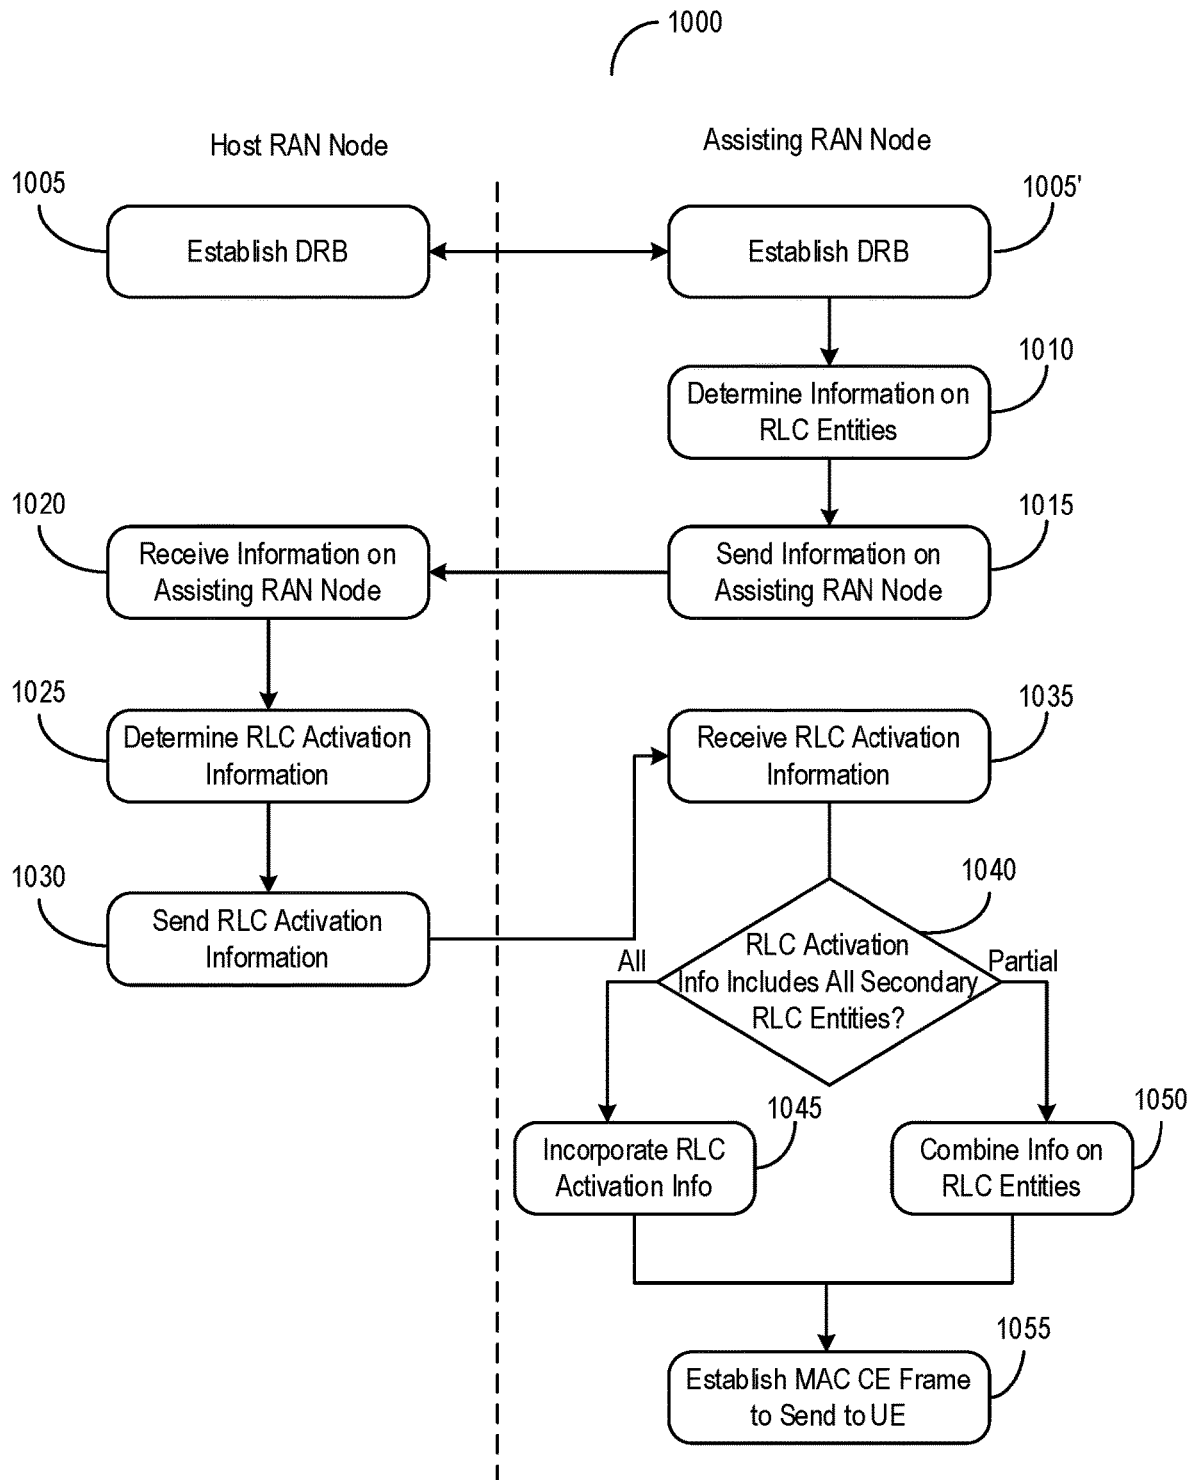 1000
Host RAN Node
Assisting RAN Node
1005
Establish DRB
1005'
Establish DRB
1010
Determine Information on
RLC Entities
1020
Receive Information on
Assisting RAN Node
1015
Send Information on
Assisting RAN Node
1025
Determine RLC Activation
Information
1035
Receive RLC Activation
Information
1030
Send RLC Activation
Information
1040
RLC Activation
Info Includes All Secondary
RLC Entities?
All
Partial
1045
Incorporate RLC
Activation Info
1050
Combine Info on
RLC Entities
1055
Establish MAC CE Frame
to Send to UE